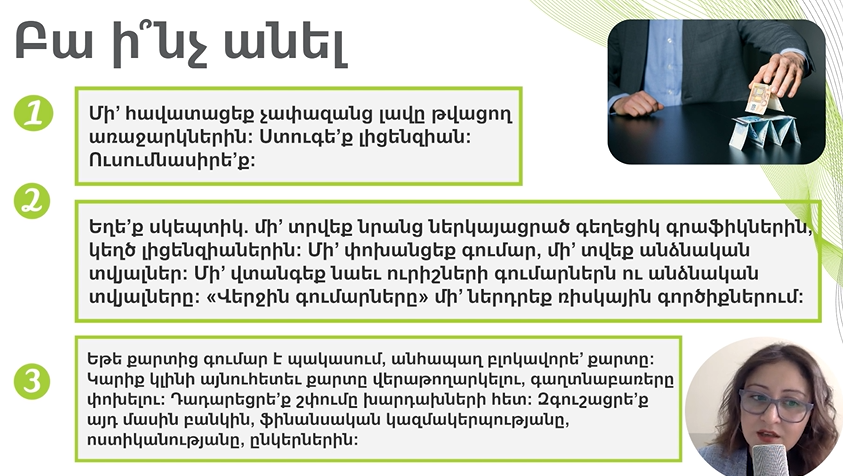 Բա ի՞նչ անել
1
Մի՛ հավատացեք չափազանց լավը թվացող
առաջարկներին: Ստուգե՛ք լիցենզիան:
Ուսումնասիրե՛ք:
2
Եղե՛ք սկեպտիկ. մի՛ տրվեք նրանց ներկայացրած գեղեցիկ գրաֆիկներին,
կեղծ լիցենզիաներին: Մի՛ փոխանցեք գումար, մի՛ տվեք անձնական
տվյալներ: Մի՛ վտանգեք նաեւ ուրիշների գումարներն ու անձնական
տվյալները: «Վերջին գումարները» մի՛ ներդրեք ռիսկային գործիքներում:
3
Եթե քարտից գումար է պակասում, անհապաղ բլոկավորե՛ քարտը:
Կարիք կլինի այնուհետեւ քարտը վերաթողարկելու, գաղտնաբառերը
փոխելու: Դադարեցրե՛ք շփումը խարդախների հետ: Զգուշացրե՛ք
այդ մասին բանկին, ֆինանսական կազմակերպությանը,
ոստիկանությանը, ընկերներին: